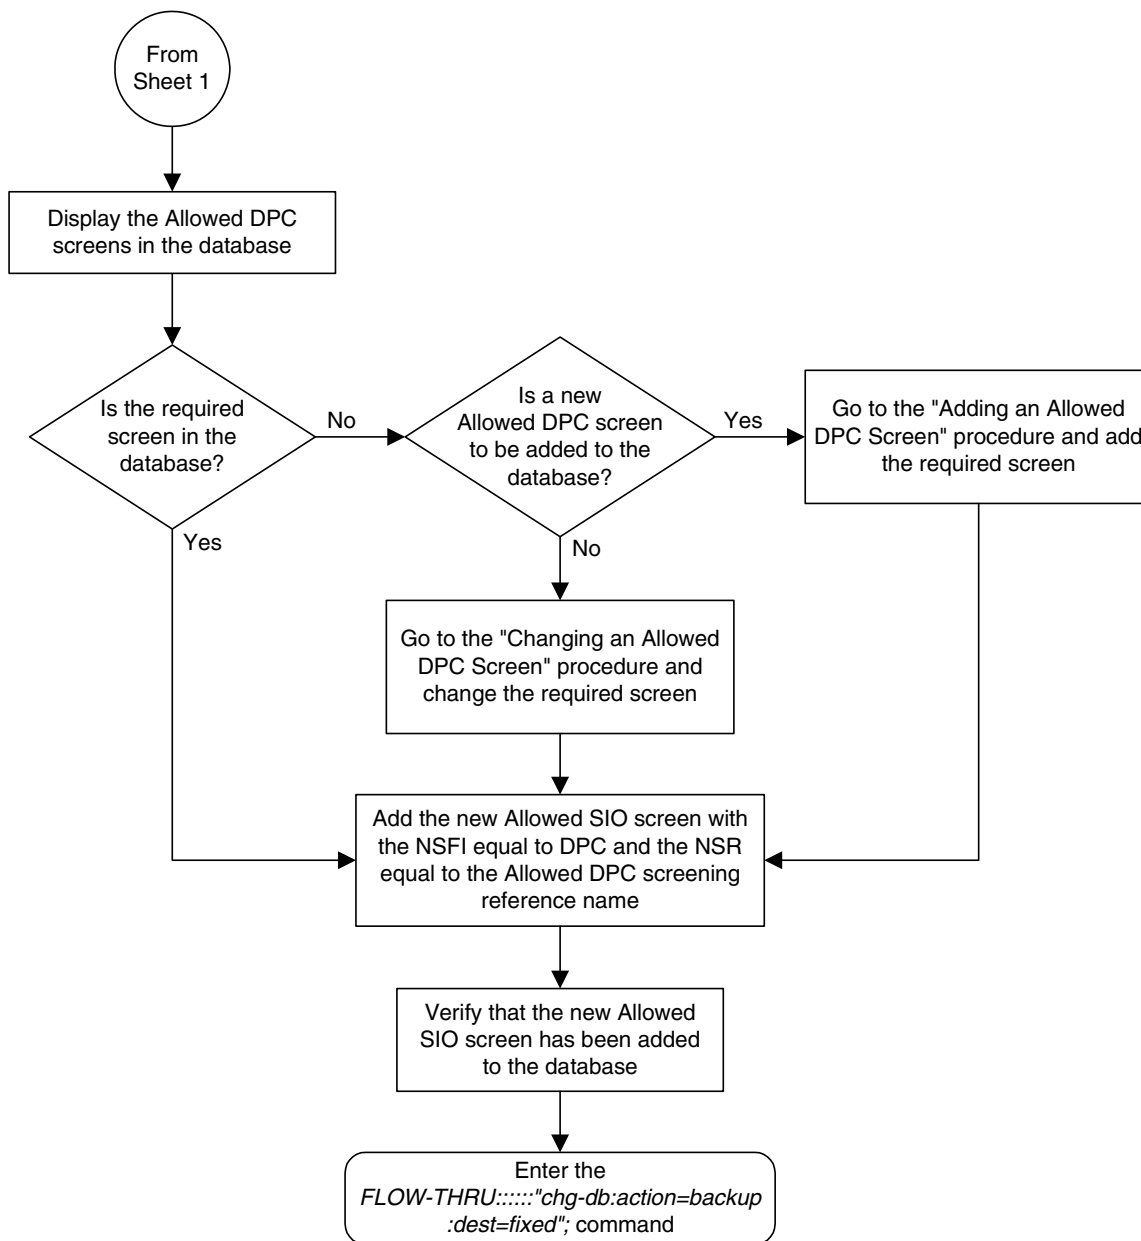 From
Sheet 1
Display the Allowed DPC
screens in the database
Is the required
screen in the
database?
No
Yes
Is a new
Allowed DPC screen
to be added to the
database?
Yes
No
Go to the "Adding an Allowed
DPC Screen" procedure and add
the required screen
Go to the "Changing an Allowed
DPC Screen" procedure and
change the required screen
Add the new Allowed SIO screen with
the NSFI equal to DPC and the NSR
equal to the Allowed DPC screening
reference name
Verify that the new Allowed
SIO screen has been added
to the database
Enter the
FLOW-THRU::::::"chg-db:action=backup
:dest=fixed"; command